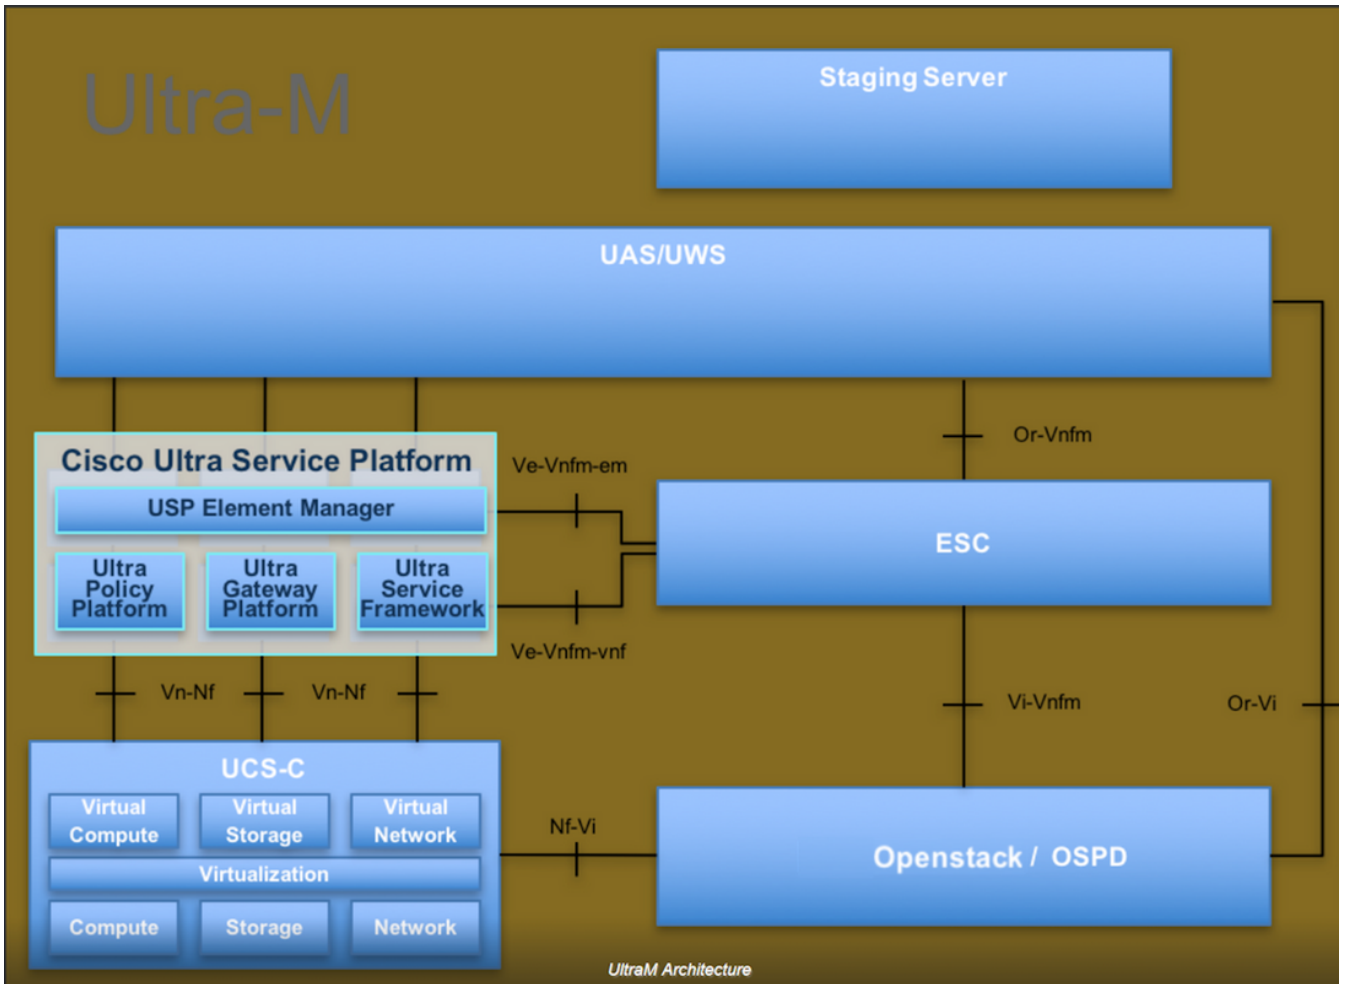 Ultra-M
Staging Server
UAS/UWS
Or-Vnfm
Cisco Ultra Service Platform
Ve-Vnfm-em
USP Element Manager
ESC
Ultra
Policy
Platform
Ultra
Gateway
Platform
Ultra
Service
Framework
Ve-Vnfm-vnf
Vn-Nf
Vn-Nf
Vi-Vnfm
Or-Vi
UCS-C
Virtual
Compute
Virtual
Storage
Virtual
Network
Nf-Vi
Openstack / OSPD
Virtualization
Compute
Storage
Network
UltraM Architecture